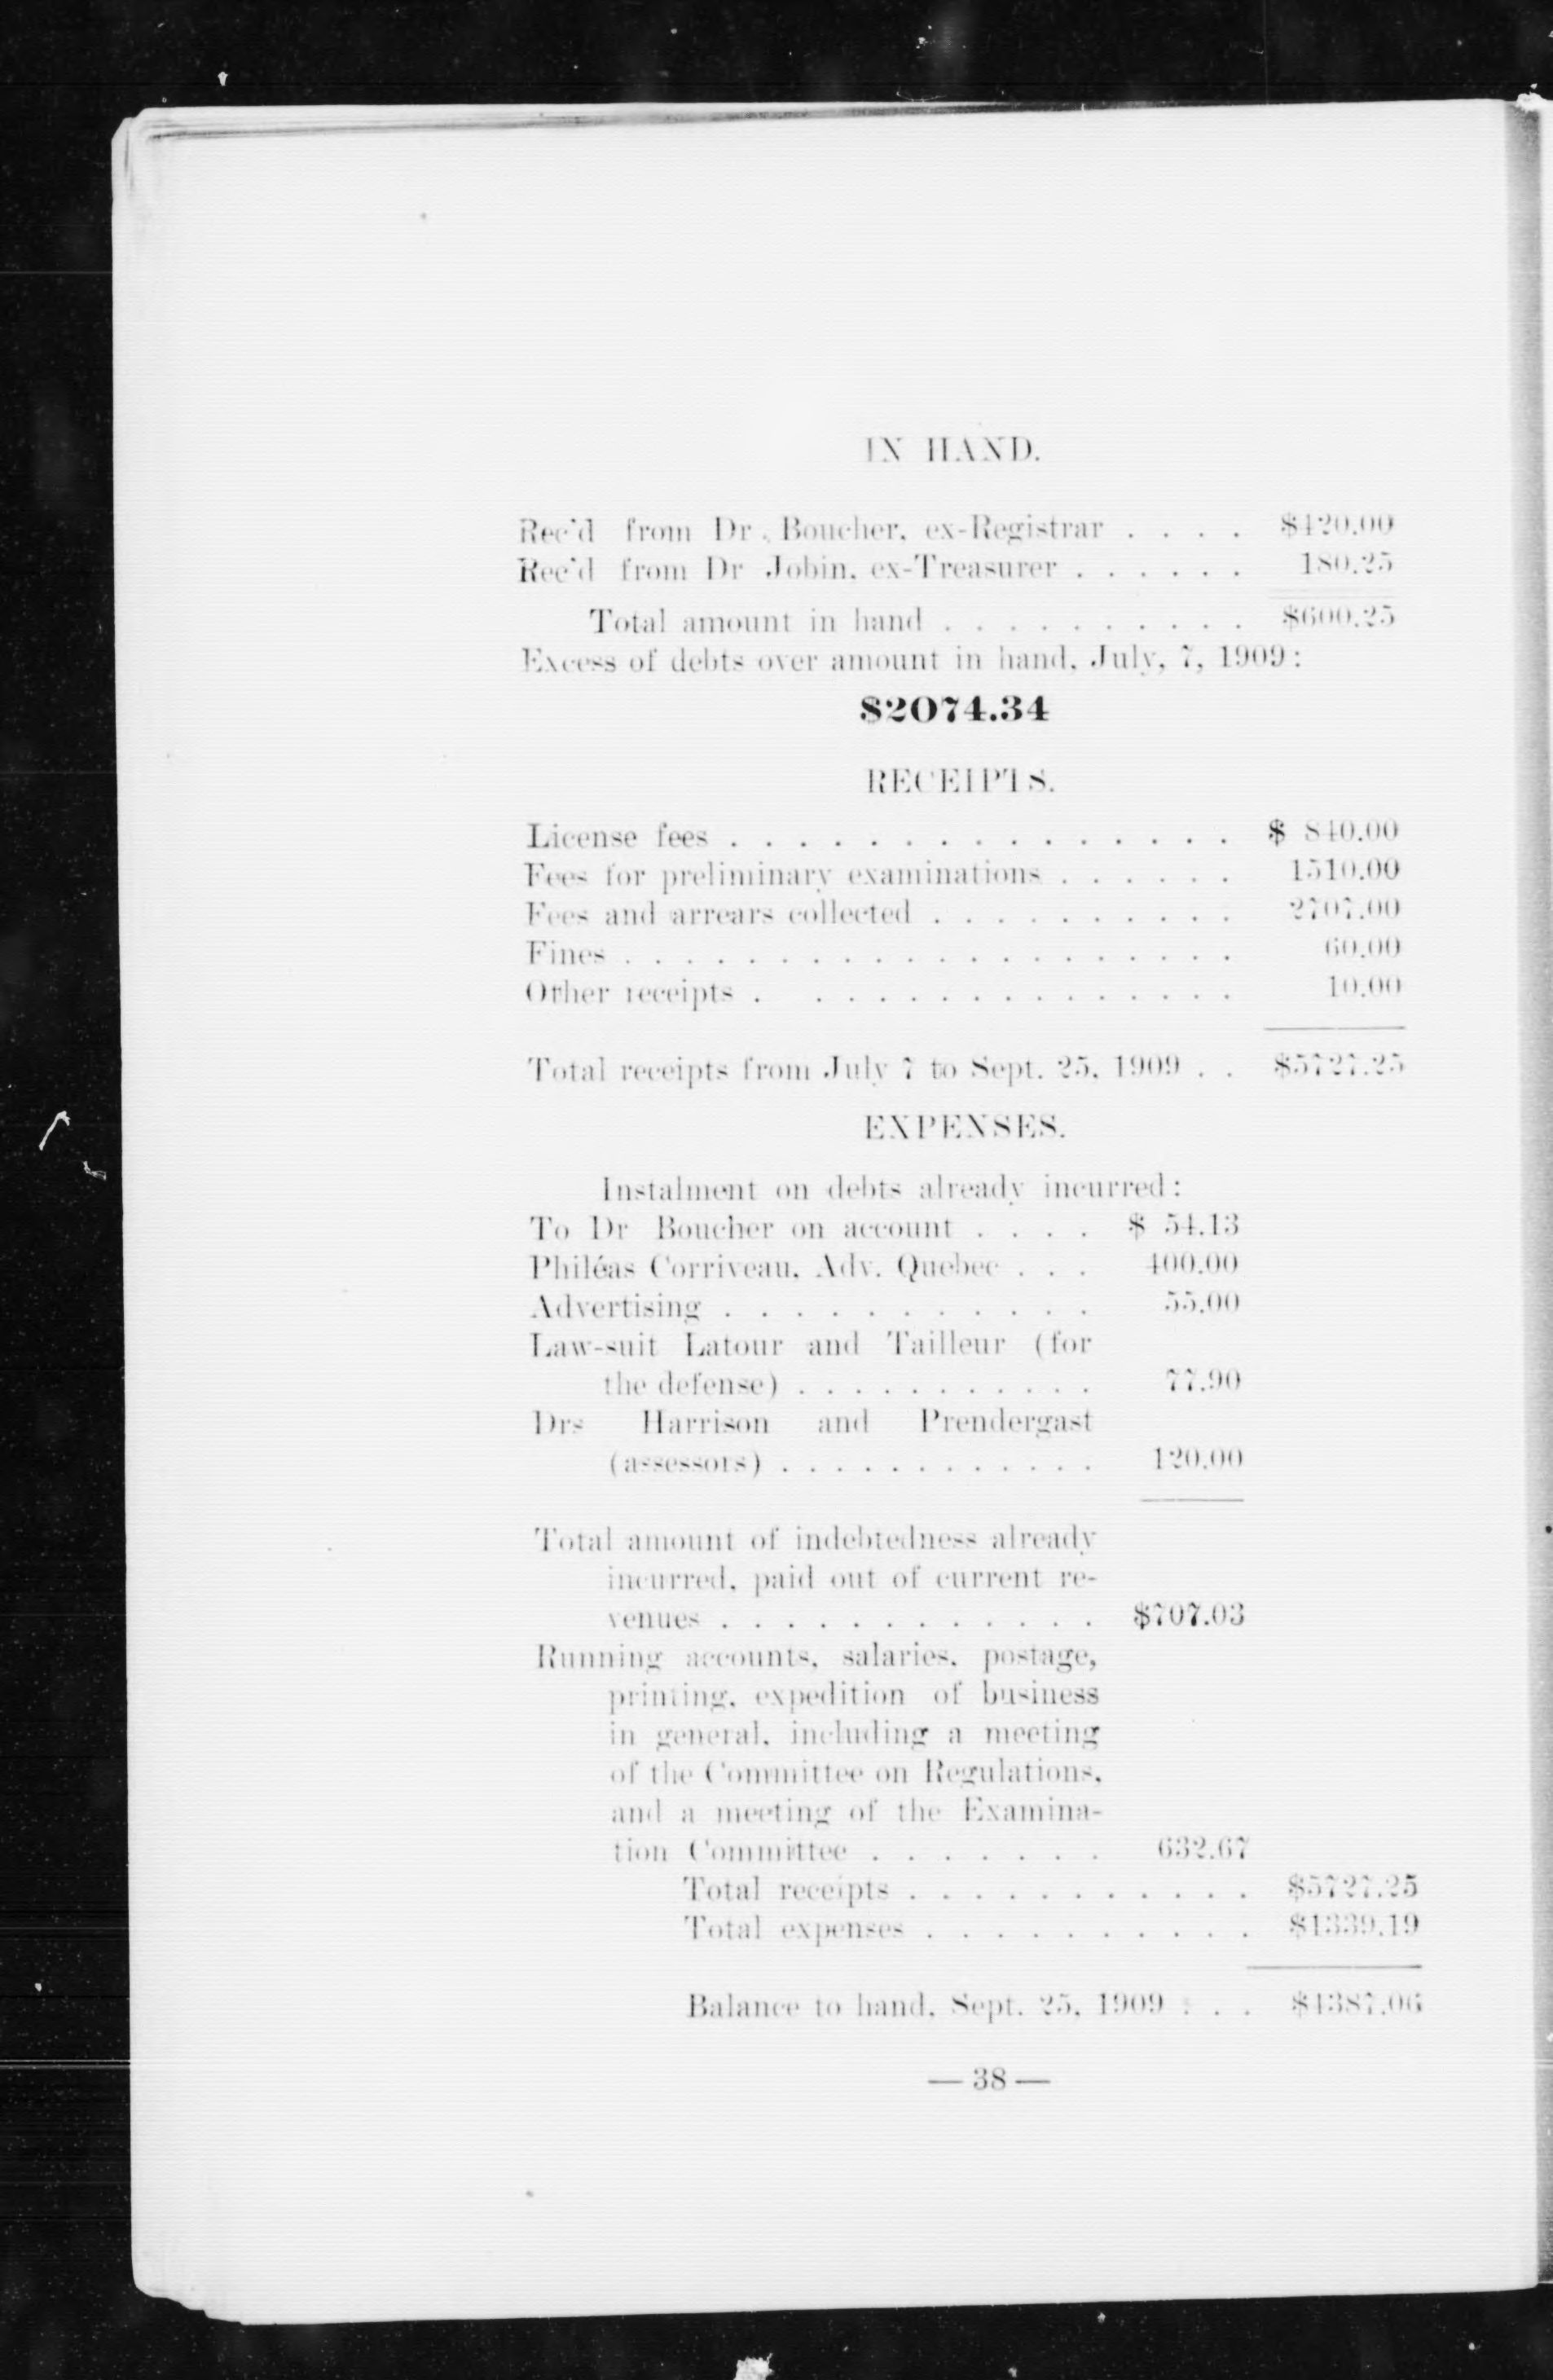 IN HAND.
Rec'd from Dr. Boucher, ex-Registrar . . . . $420.00
Rec'd from Dr Jobin, ex-Treasurer . . . . . . 180.25
Total amount in hand . . . . . . . . . . $600.25
Excess of debts over amount in hand, July, 7, 1909:
$2074.34
RECEIPTS.
License fees . . . . . . . . . . . . . . . $ 840.00
Fees for preliminary examinations . . . . . . 1510.00
Fees and arrears collected . . . . . . . . . . 2707.00
Fines . . . . . . . . . . . . . . . . . . . . 60.00
Other receipts . . . . . . . . . . . . . . . 10.00
Total receipts from July 7 to Sept. 25, 1909 . . $5727.25
EXPENSES.
Instalment on debts already incurred:
To Dr Boucher on account . . . . $ 54.13
Philéas Corriveau, Adv. Quebec . . . 400.00
Advertising . . . . . . . . . . . . 55.00
Law-suit Latour and Tailleur (for
the defense) . . . . . . . . . . . 77.90
Drs Harrison and Prendergast
(assessors) . . . . . . . . . . . . 120.00
Total amount of indebtedness already
incurred, paid out of current re-
venues . . . . . . . . . . . . $707.03
Running accounts, salaries, postage,
printing, expedition of business
in general, including a meeting
of the Committee on Regulations,
and a meeting of the Examina-
tion Committee . . . . . . . 632.67
Total receipts . . . . . . . . . . . $5727.25
Total expenses . . . . . . . . . . . $1339.19
Balance to hand, Sept. 25, 1909 : . . $4387.06
— 38 —